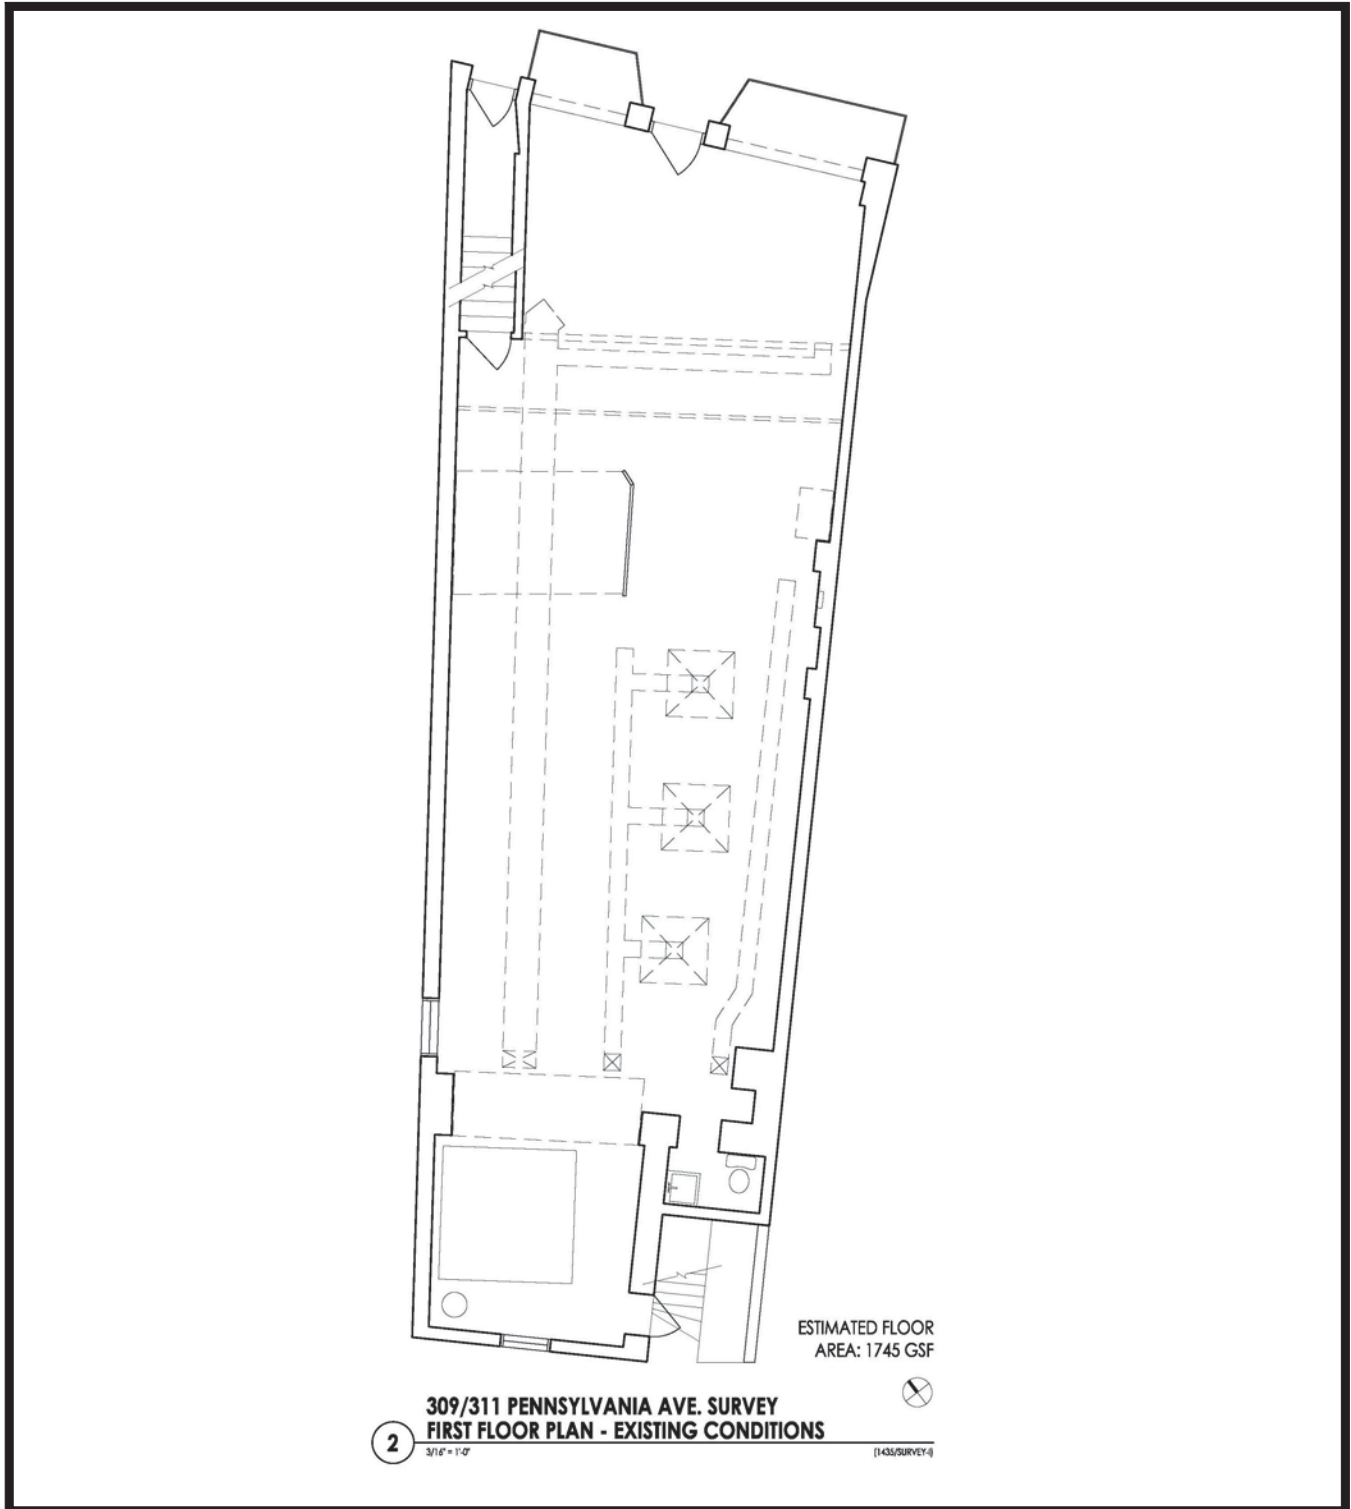 ESTIMATED FLOOR
AREA: 1745 GSF
309/311 PENNSYLVANIA AVE. SURVEY
FIRST FLOOR PLAN - EXISTING CONDITIONS
2
3/16" = 1'-0"
(1435/SURVEY-I)